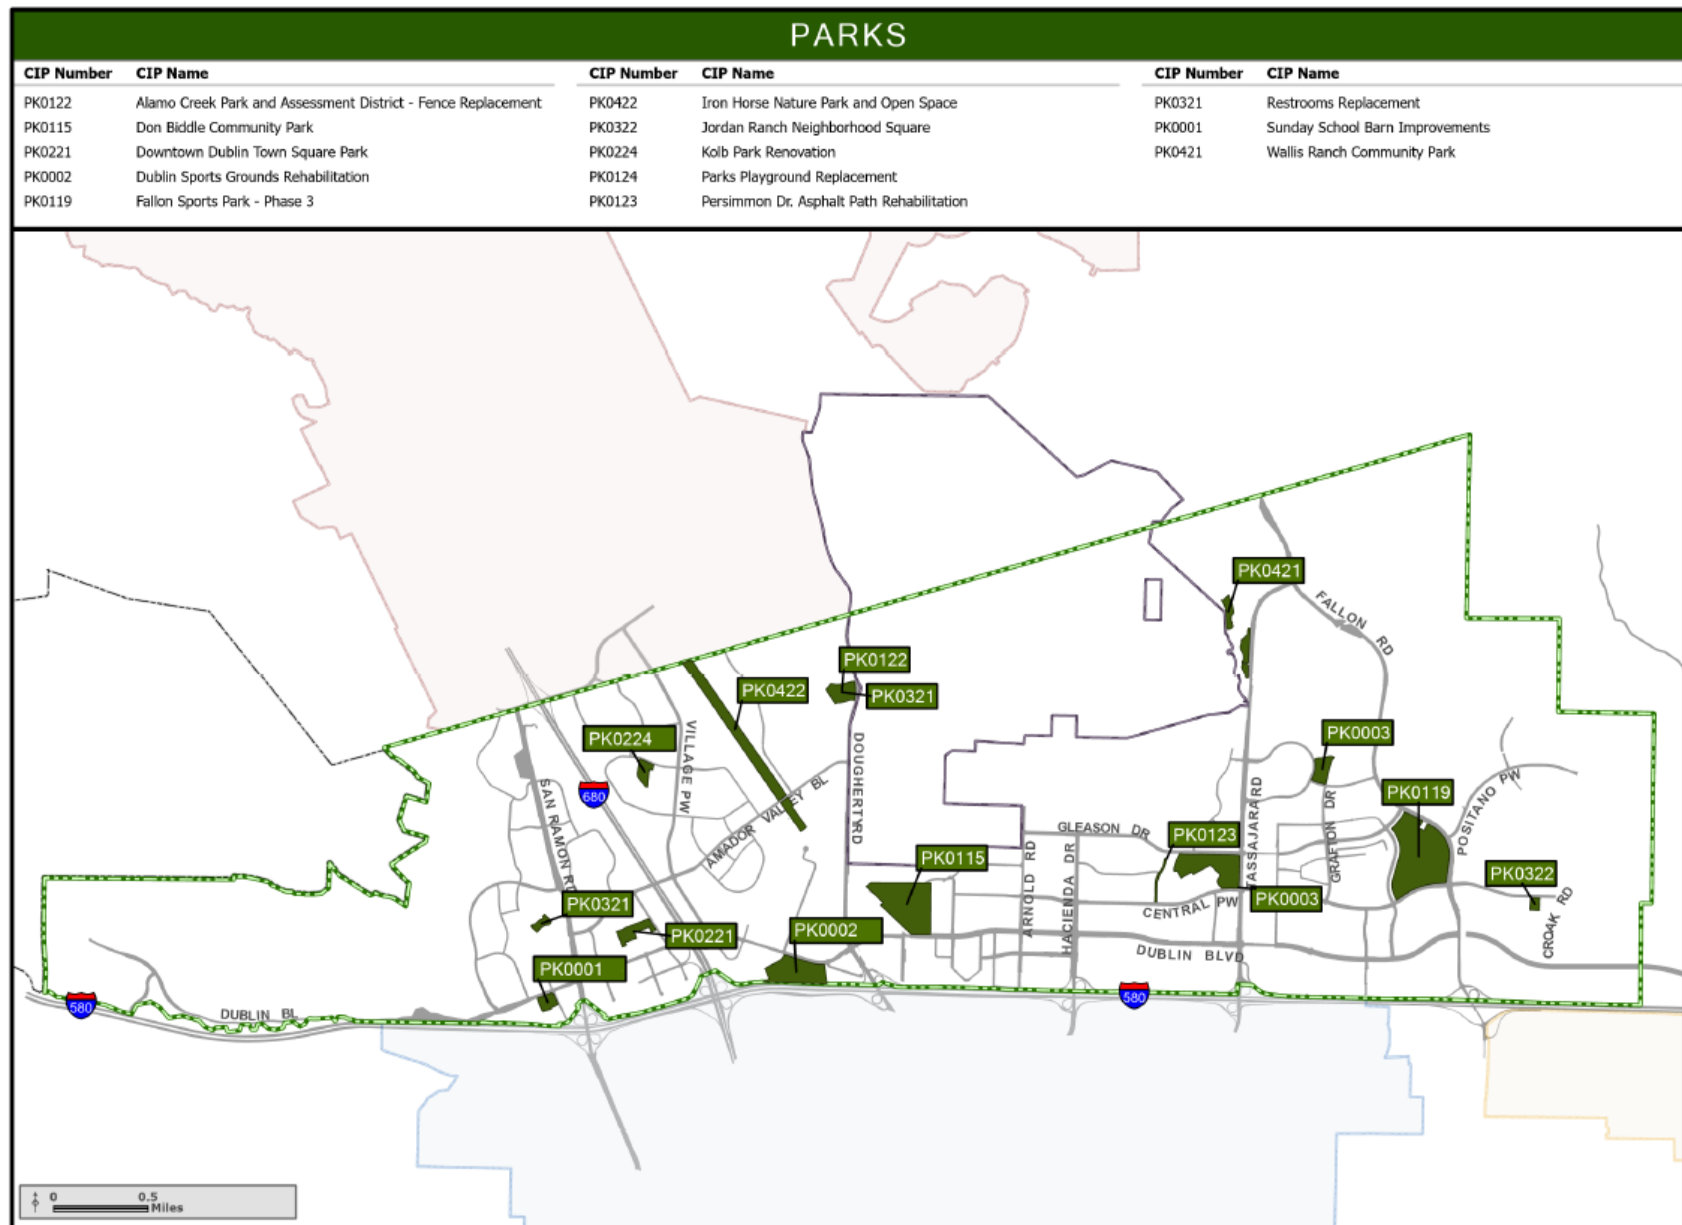 PARKS
CIP Number CIP Name CIP Number CIP Name CIP Number CIP Name
PK0122 Alamo Creek Park and Assessment District - Fence Replacement PK0422 Iron Horse Nature Park and Open Space PK0321 Restrooms Replacement
PK0115 Don Biddle Community Park PK0322 Jordan Ranch Neighborhood Square PK0001 Sunday School Barn Improvements
PK0221 Downtown Dublin Town Square Park PK0224 Kolb Park Renovation PK0421 Wallis Ranch Community Park
PK0002 Dublin Sports Grounds Rehabilitation PK0124 Parks Playground Replacement
PK0119 Fallon Sports Park - Phase 3 PK0123 Persimmon Dr. Asphalt Path Rehabilitation
PK0421
FALLON RD
PK0122
PK0422
PK0321
PK0224
VILLAGE PW
PK0003
680
SAN RAMON RD
AMADOR VALLEY BL
DOUGHERTY RD
TASSAJARA RD
GRAFTON DR
PK0119
POSITANO PW
GLEASON DR
PK0123
PK0115
ARNOLD RD
HACIENDA DR
PK0322
PK0321
CENTRAL PW
PK0003
CROAK RD
PK0221
PK0002
DUBLIN BLVD
PK0001
580
580
DUBLIN BL
0 0.5
Miles